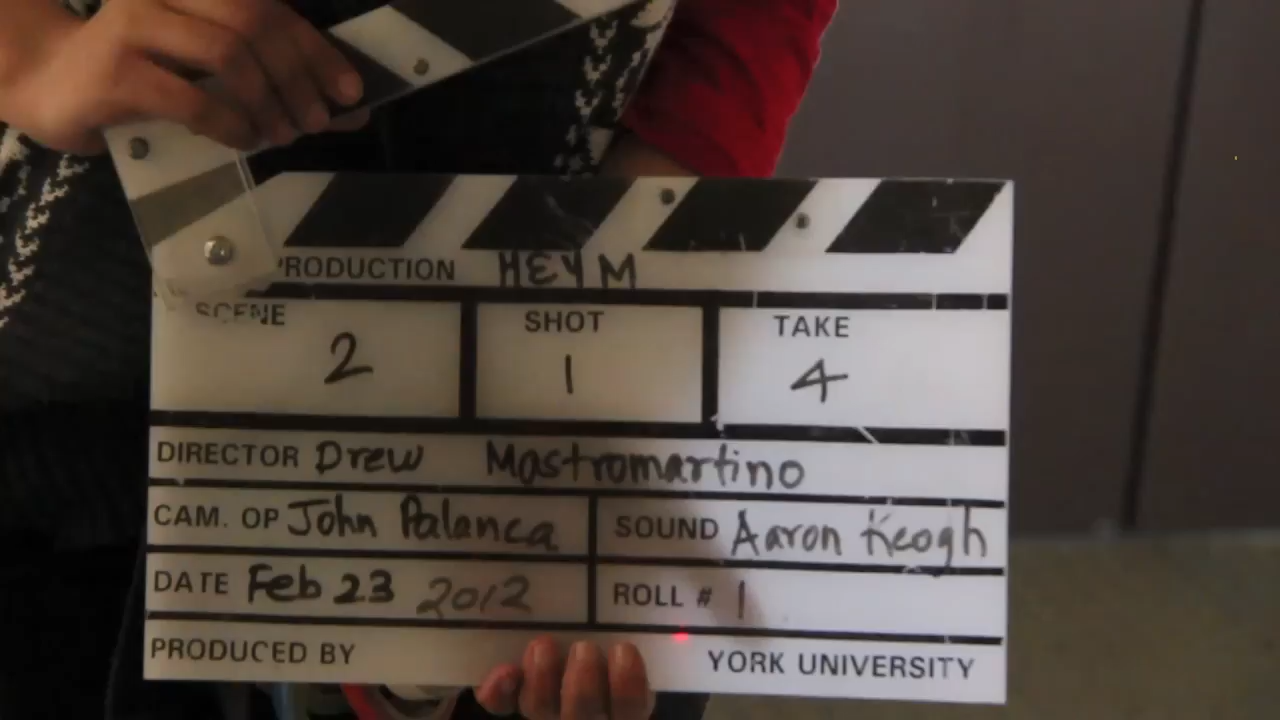 PRODUCTION HEYM
SCENE SHOT TAKE
2 1 4
DIRECTOR Drew Mastromartino
CAM. OP John Palanca SOUND Aaron Keogh
DATE Feb 23 2012 ROLL # 1
PRODUCED BY YORK UNIVERSITY